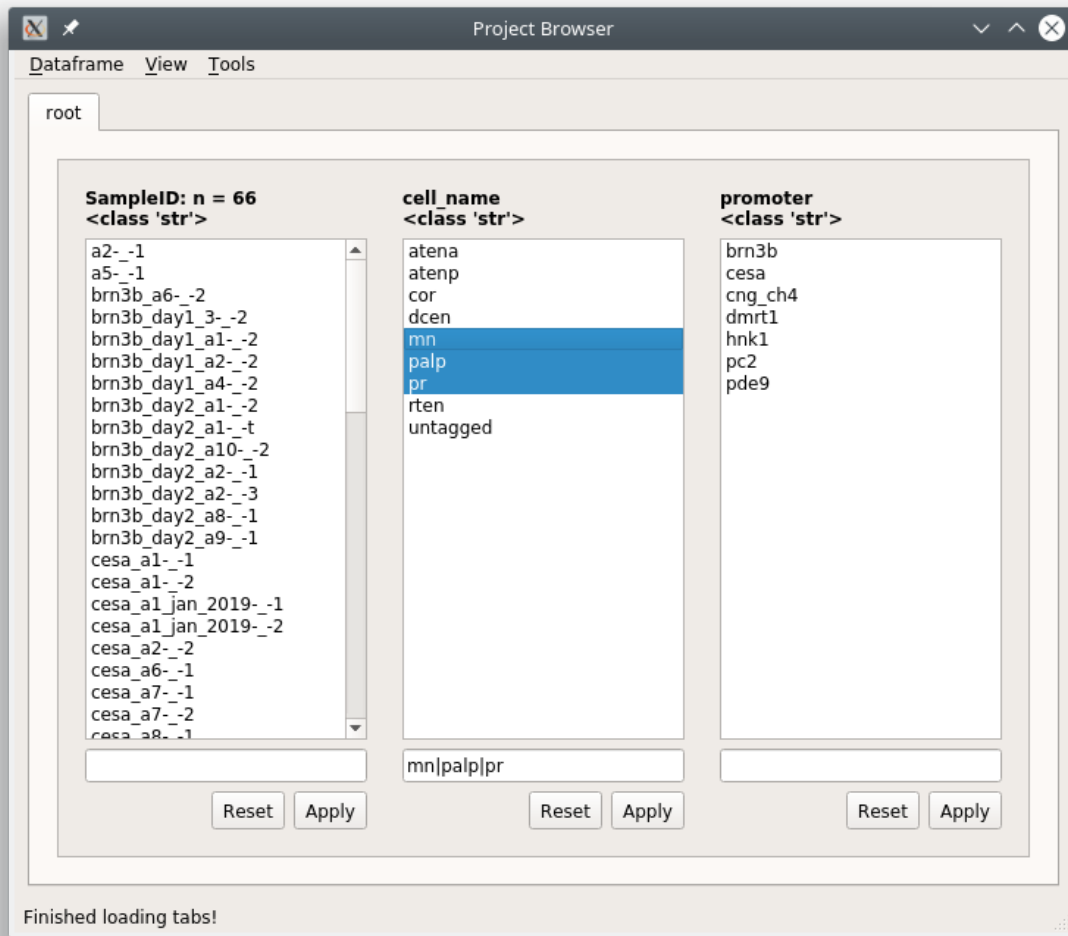 Project Browser
Dataframe View Tools
root
SampleID: n = 66
<class 'str'>
a2-_-1
a5-_-1
brn3b_a6-_-2
brn3b_day1_3-_-2
brn3b_day1_a1-_-2
brn3b_day1_a2-_-2
brn3b_day1_a4-_-2
brn3b_day2_a1-_-2
brn3b_day2_a1-_-t
brn3b_day2_a10-_-2
brn3b_day2_a2-_-1
brn3b_day2_a2-_-3
brn3b_day2_a8-_-1
brn3b_day2_a9-_-1
cesa_a1-_-1
cesa_a1-_-2
cesa_a1_jan_2019-_-1
cesa_a1_jan_2019-_-2
cesa_a2-_-2
cesa_a6-_-1
cesa_a7-_-1
cesa_a7-_-2
cesa_a8-_-1
Reset Apply
cell_name
<class 'str'>
atena
atenp
cor
dcen
mn
palp
pr
rten
untagged
mn|palp|pr
Reset Apply
promoter
<class 'str'>
brn3b
cesa
cng_ch4
dmrt1
hnk1
pc2
pde9
Reset Apply
Finished loading tabs!